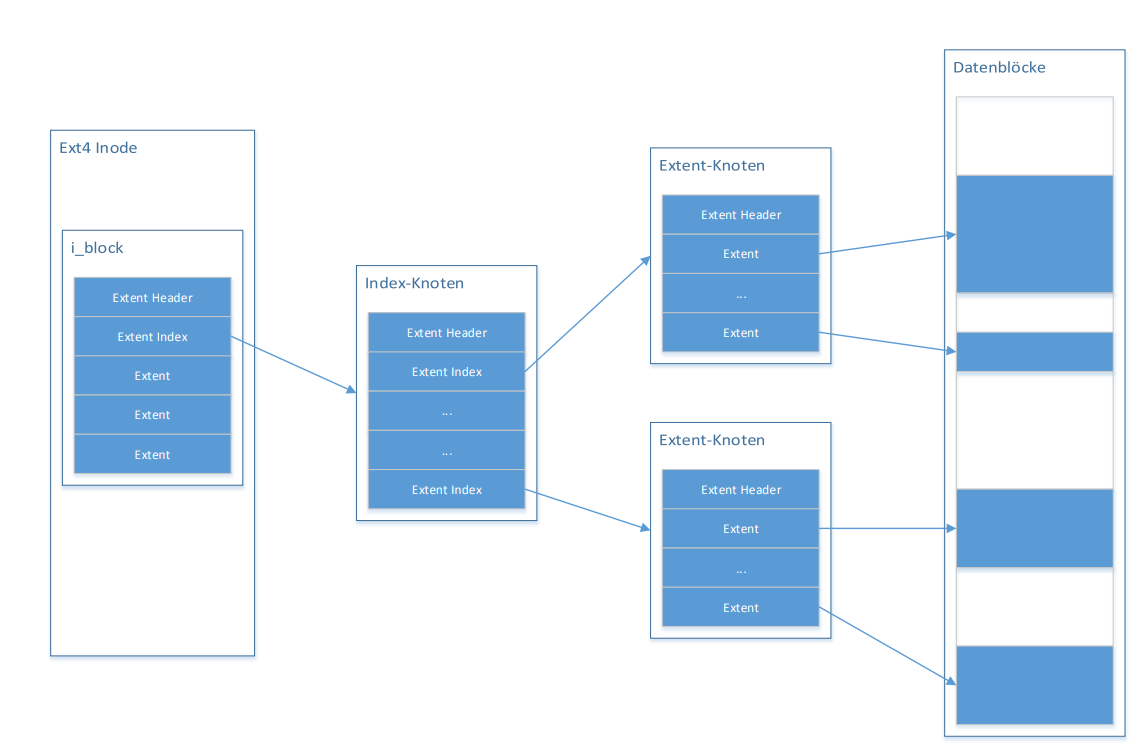 Ext4 Inode
i_block
Extent Header
Extent Index
Extent
Extent
Extent
Index-Knoten
Extent Header
Extent Index
...
...
Extent Index
Extent-Knoten
Extent Header
Extent
...
Extent
Extent-Knoten
Extent Header
Extent
...
Extent
Datenblöcke